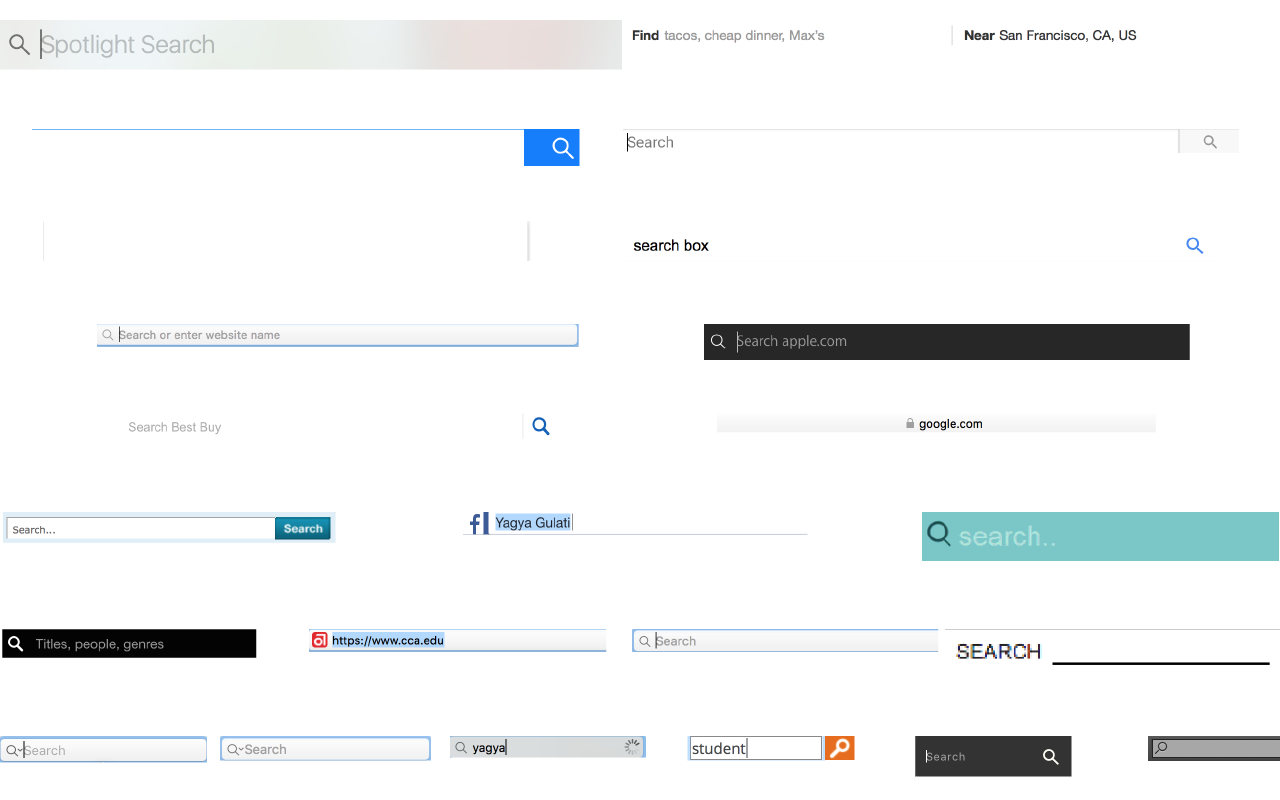 Spotlight Search
Find tacos, cheap dinner, Max's
Near San Francisco, CA, US
Search
search box
Search or enter website name
Search apple.com
Search Best Buy
google.com
Search... Search
f Yagya Gulati
search..
Titles, people, genres
a https://www.cca.edu
Search
SEARCH
Search
Search
yagya
student
Search